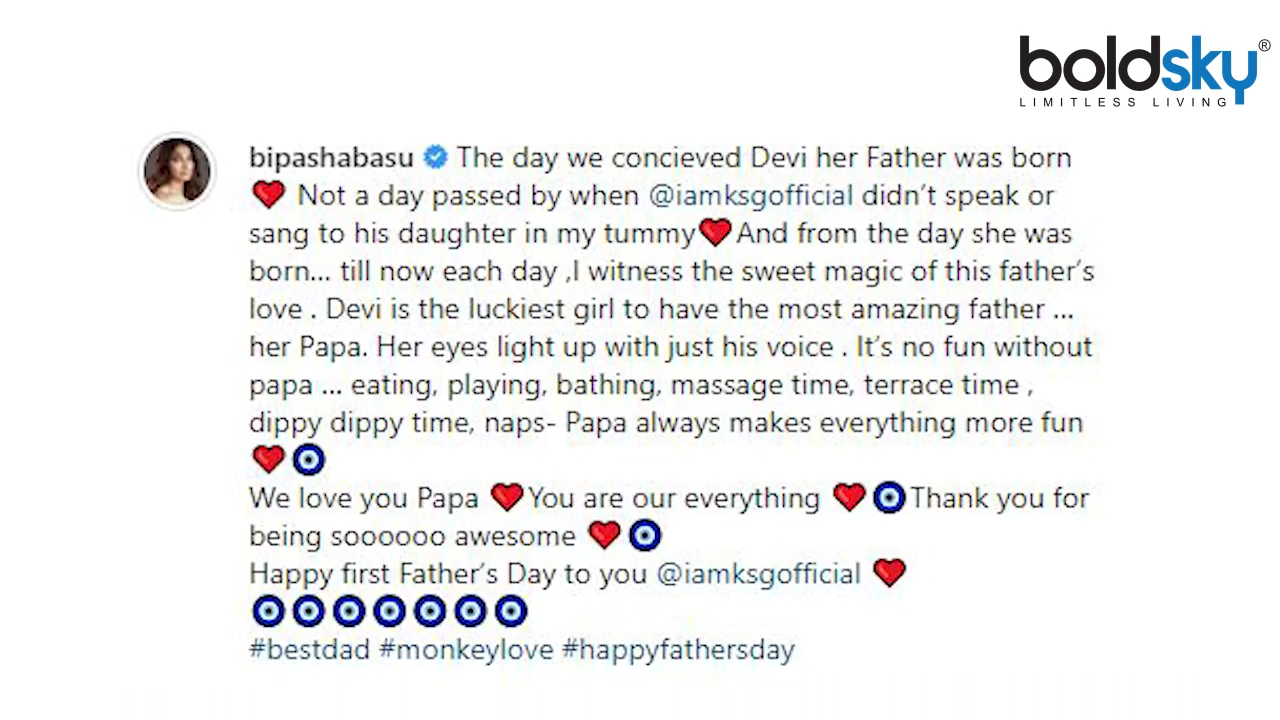 boldsky®
LIMITLESS LIVING
bipashabasu The day we concieved Devi her Father was born
❤️ Not a day passed by when @iamksgofficial didn’t speak or
sang to his daughter in my tummy❤️And from the day she was
born... till now each day ,I witness the sweet magic of this father’s
love . Devi is the luckiest girl to have the most amazing father ...
her Papa. Her eyes light up with just his voice . It’s no fun without
papa ... eating, playing, bathing, massage time, terrace time ,
dippy dippy time, naps- Papa always makes everything more fun
❤️🧿
We love you Papa ❤️You are our everything ❤️🧿Thank you for
being soooooo awesome ❤️🧿
Happy first Father’s Day to you @iamksgofficial ❤️
🧿🧿🧿🧿🧿🧿🧿
#bestdad #monkeylove #happyfathersday